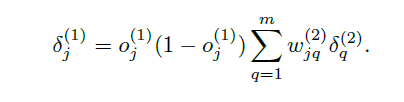 δ_j^{(1)} = o_j^{(1)}(1 − o_j^{(1)}) ∑_{q=1}^{m} w_{jq}^{(2)} δ_q^{(2)}.